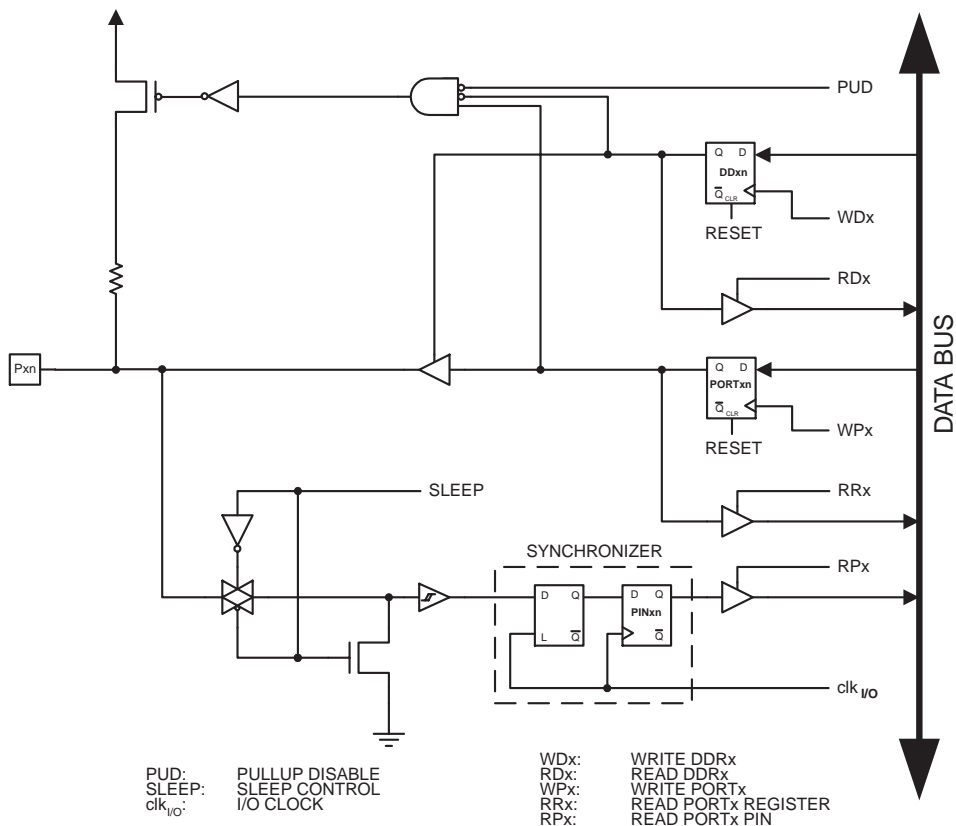 PUD
Q D
DDxn
Q CLR
WDx
RESET
RDx
Pxn
Q D
PORTxn
Q CLR
WPx
RESET
DATA BUS
SLEEP
RRx
SYNCHRONIZER
RPx
D Q
L Q
D Q
PINxn
Q
clk I/O
PUD: PULLUP DISABLE
SLEEP: SLEEP CONTROL
clk I/O: I/O CLOCK
WDx: WRITE DDRx
RDx: READ DDRx
WPx: WRITE PORTx
RRx: READ PORTx REGISTER
RPx: READ PORTx PIN